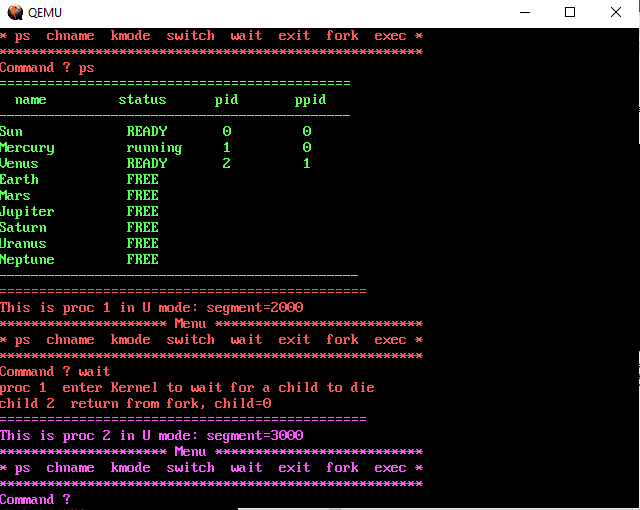 QEMU
* ps  chname  kmode  switch  wait  exit  fork  exec *
*****************************************************
Command ? ps
============================================
  name         status      pid       ppid
--------------------------------------------
Sun             READY       0         0
Mercury         running     1         0
Venus           READY       2         1
Earth           FREE
Mars            FREE
Jupiter         FREE
Saturn          FREE
Uranus          FREE
Neptune         FREE
---------------------------------------------
==============================================
This is proc 1 in U mode: segment=2000
********************* Menu **************************
* ps  chname  kmode  switch  wait  exit  fork  exec *
*****************************************************
Command ? wait
proc 1  enter Kernel to wait for a child to die
child 2  return from fork, child=0
==============================================
This is proc 2 in U mode: segment=3000
********************* Menu **************************
* ps  chname  kmode  switch  wait  exit  fork  exec *
*****************************************************
Command ?